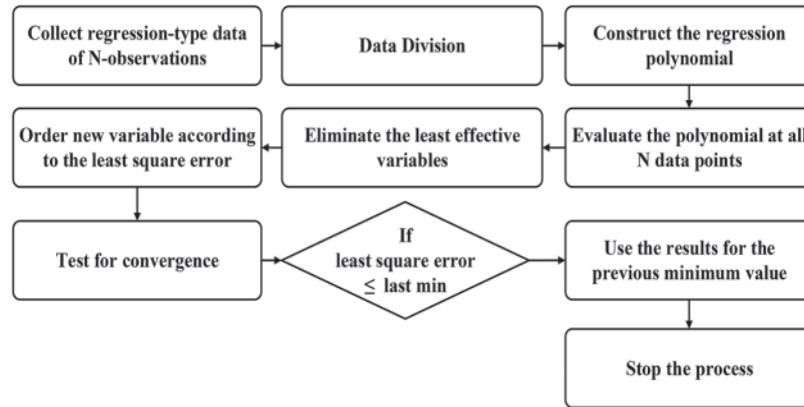 Collect regression-type data
of N-observations
Data Division
Construct the regression
polynomial
Order new variable according
to the least square error
Eliminate the least effective
variables
Evaluate the polynomial at all
N data points
Test for convergence
If
least square error
≤ last min
Use the results for the
previous minimum value
Stop the process